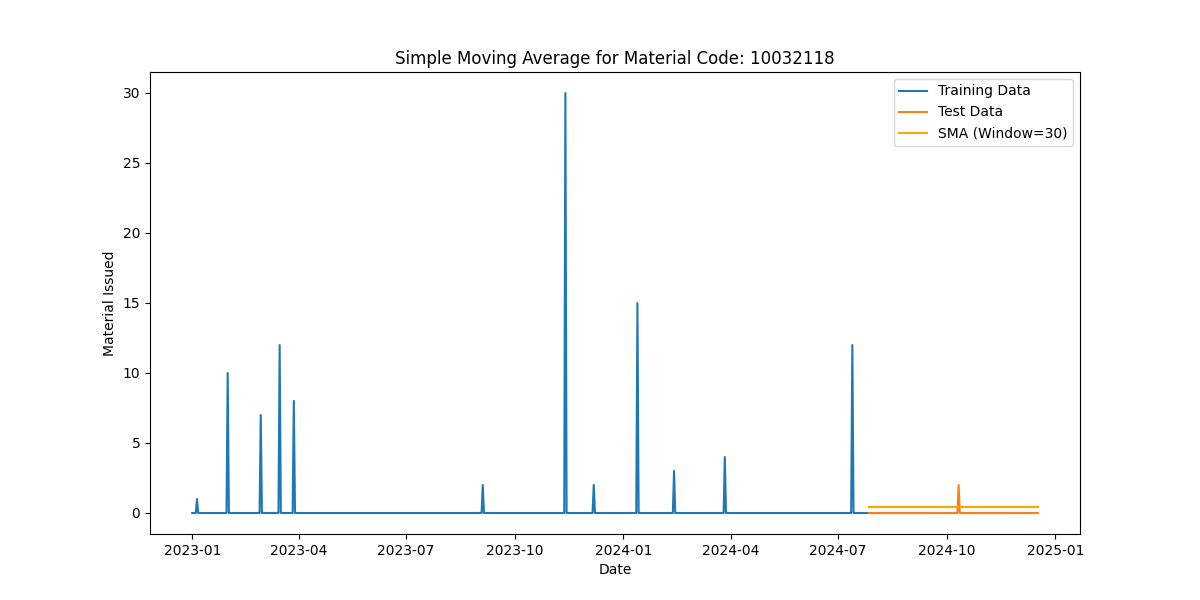 Simple Moving Average for Material Code: 10032118
Training Data
Test Data
SMA (Window=30)
Material Issued
30
25
20
15
10
5
0
2023-01 2023-04 2023-07 2023-10 2024-01 2024-04 2024-07 2024-10 2025-01
Date